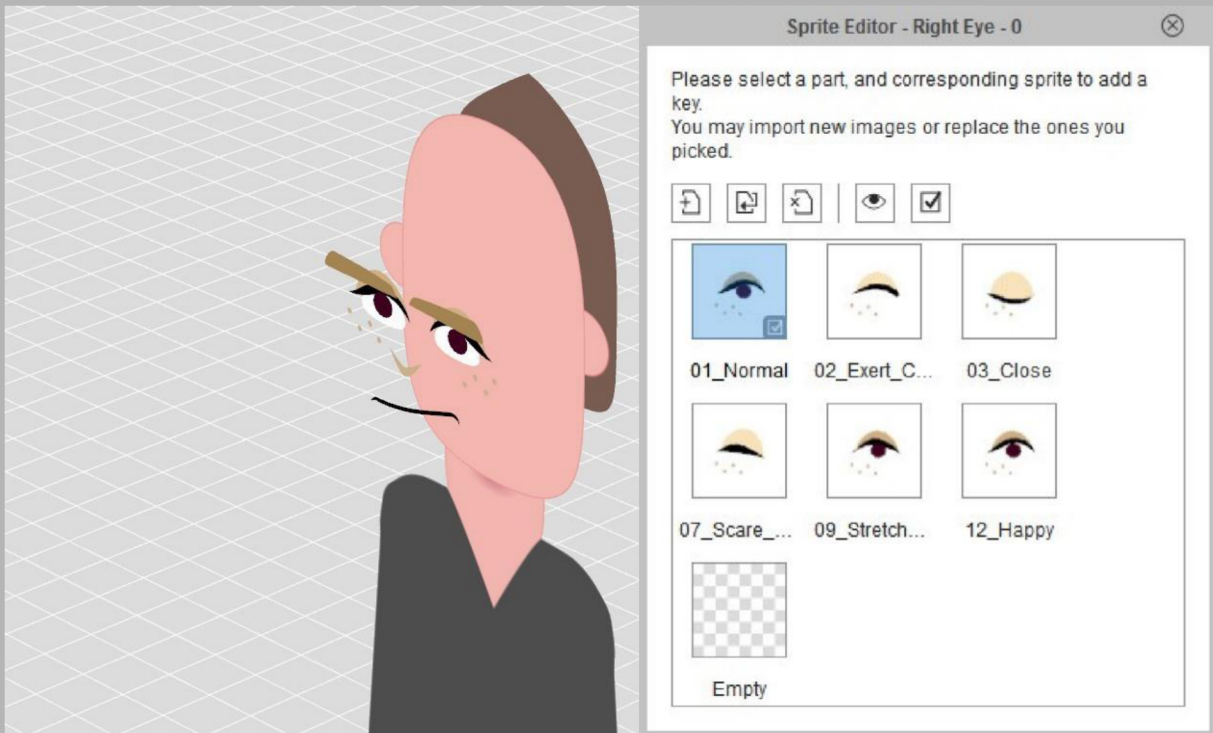 Sprite Editor - Right Eye - 0
Please select a part, and corresponding sprite to add a
key.
You may import new images or replace the ones you
picked.
01_Normal 02_Exert_C... 03_Close
07_Scare_... 09_Stretch... 12_Happy
Empty